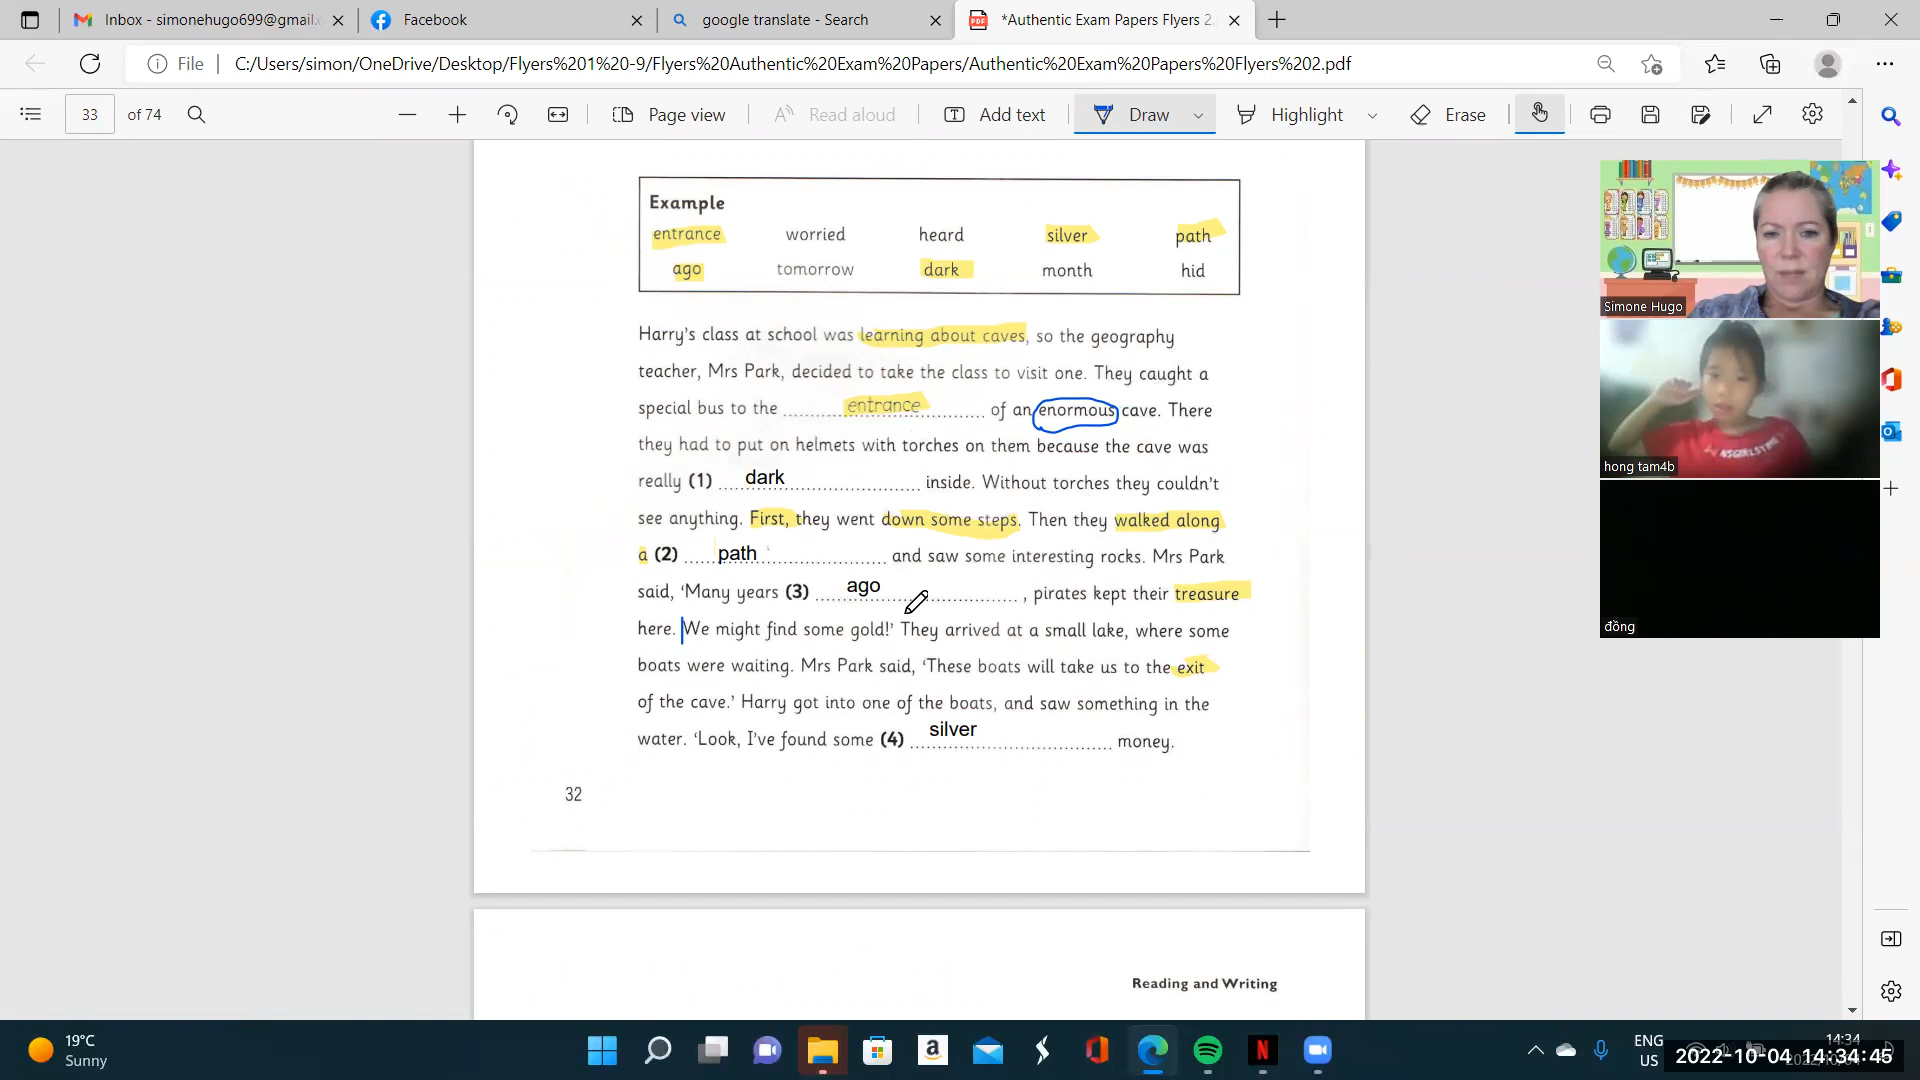 Inbox - simonehugo699@gmail.
Facebook
google translate - Search
*Authentic Exam Papers Flyers 2
File
C:/Users/simon/OneDrive/Desktop/Flyers%201%20-9/Flyers%20Authentic%20Exam%20Papers/Authentic%20Exam%20Papers%20Flyers%202.pdf
33 of 74
Page view
Read aloud
Add text
Draw
Highlight
Erase
Example
entrance worried heard silver path
ago tomorrow dark month hid
Harry's class at school was learning about caves, so the geography
teacher, Mrs Park, decided to take the class to visit one. They caught a
special bus to the entrance of an enormous cave. There
they had to put on helmets with torches on them because the cave was
really (1) dark inside. Without torches they couldn't
see anything. First, they went down some steps. Then they walked along
a (2) path and saw some interesting rocks. Mrs Park
said, 'Many years (3) ago , pirates kept their treasure
here. We might find some gold!' They arrived at a small lake, where some
boats were waiting. Mrs Park said, 'These boats will take us to the exit
of the cave.' Harry got into one of the boats, and saw something in the
water. 'Look, I've found some (4) silver money.
32
Reading and Writing
Simone Hugo
hong tam4b
đồng
19°C
Sunny
ENG
US
14:34
2022-10-04 14:34:45